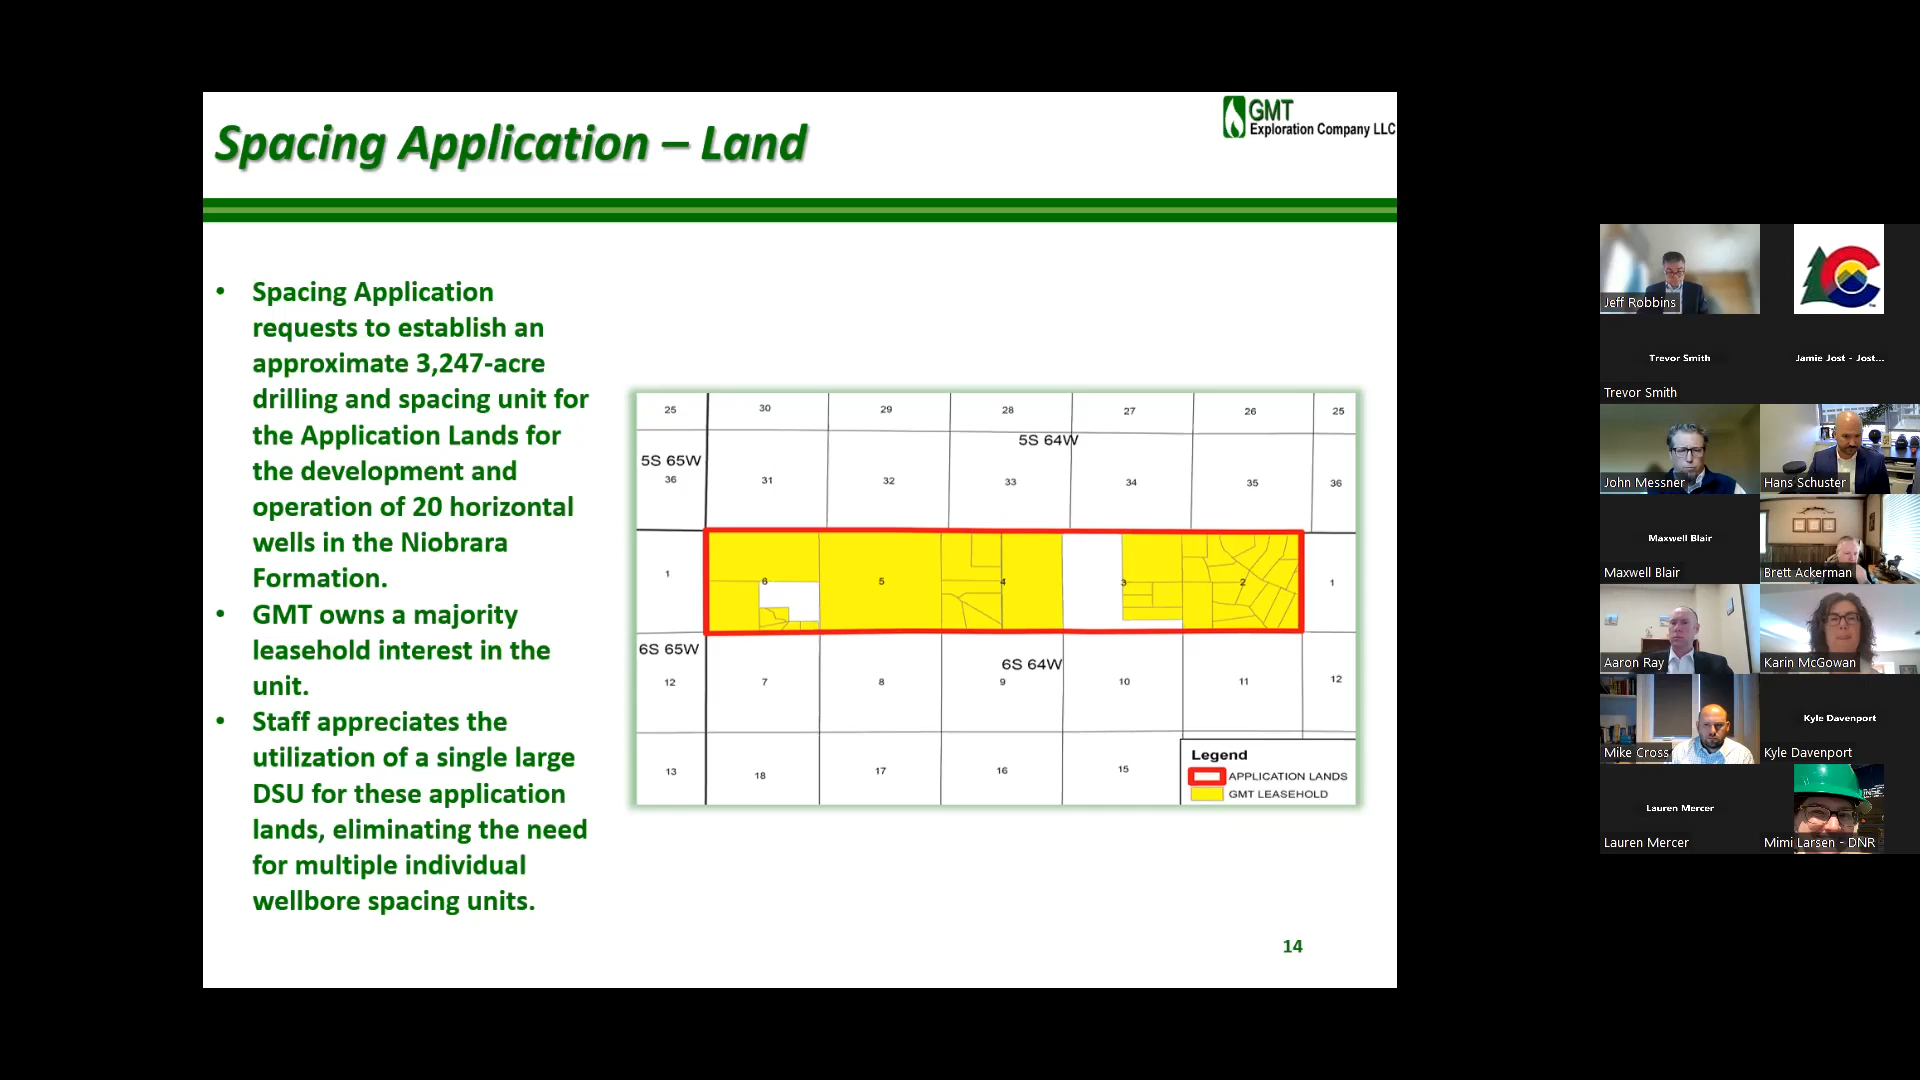 Spacing Application – Land
GMT
Exploration Company LLC
• Spacing Application
requests to establish an
approximate 3,247-acre
drilling and spacing unit for
the Application Lands for
the development and
operation of 20 horizontal
wells in the Niobrara
Formation.
• GMT owns a majority
leasehold interest in the
unit.
• Staff appreciates the
utilization of a single large
DSU for these application
lands, eliminating the need
for multiple individual
wellbore spacing units.
25 30 29 28 27 26 25
5S 64W
5S 65W
36 31 32 33 34 35 36
1 6 5 4 3 2 1
6S 65W
6S 64W
12 7 8 9 10 11 12
13 18 17 16 15
Legend
APPLICATION LANDS
GMT LEASEHOLD
14
Jeff Robbins
Trevor Smith
Jamie Jost - Jost...
Trevor Smith
John Messner
Hans Schuster
Maxwell Blair
Maxwell Blair
Brett Ackerman
Aaron Ray
Karin McGowan
Kyle Davenport
Mike Cross
Kyle Davenport
Lauren Mercer
Lauren Mercer
Mimi Larsen - DNR